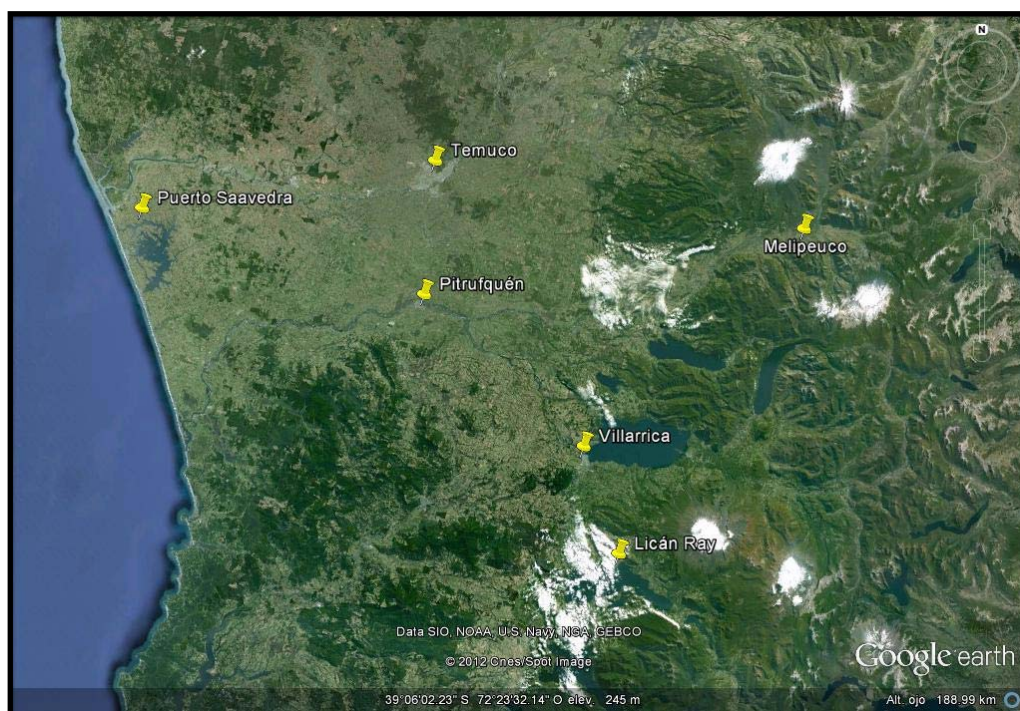 N
Temuco
Puerto Saavedra
Melipeuco
Pitrufquén
Villarrica
Licán Ray
Data SIO, NOAA, U.S. Navy, NGA, GEBCO
© 2012 Cnes/Spot Image
Google earth
39°06'02.23" S 72°23'32.14" O elev. 245 m
Alt. ojo 188.99 km